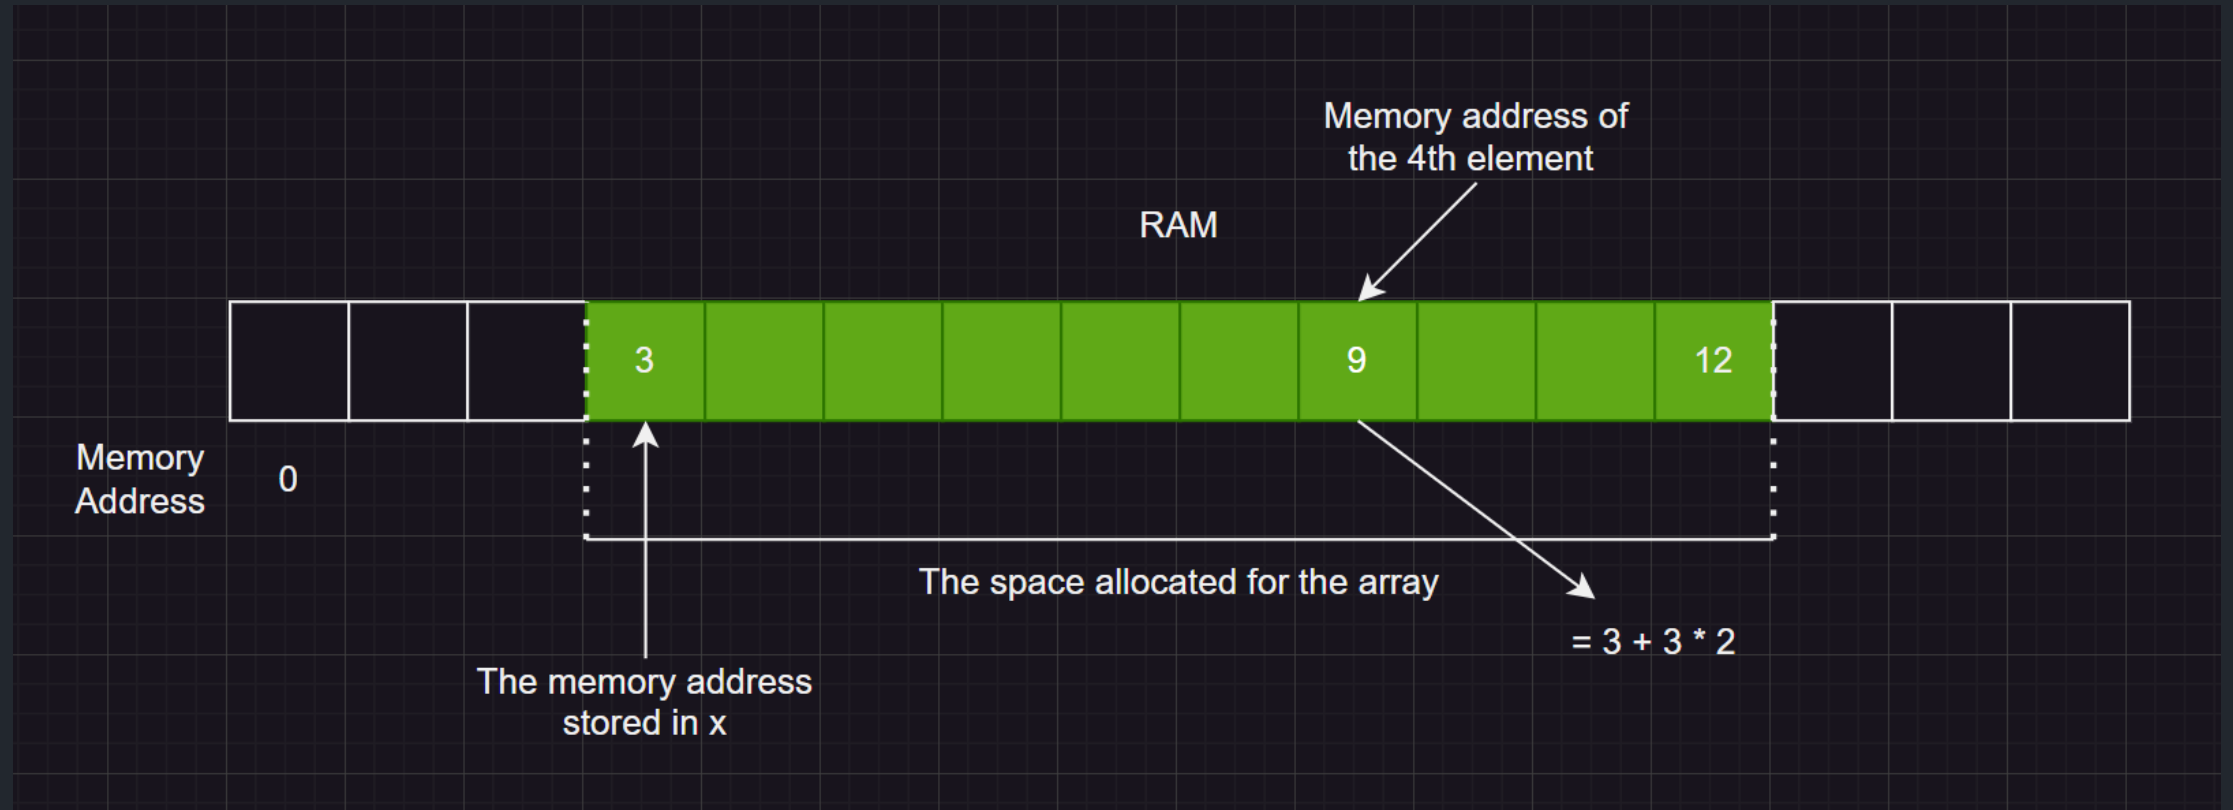 Memory address of
the 4th element
RAM
3
9
12
Memory
Address
0
The space allocated for the array
= 3 + 3 * 2
The memory address
stored in x